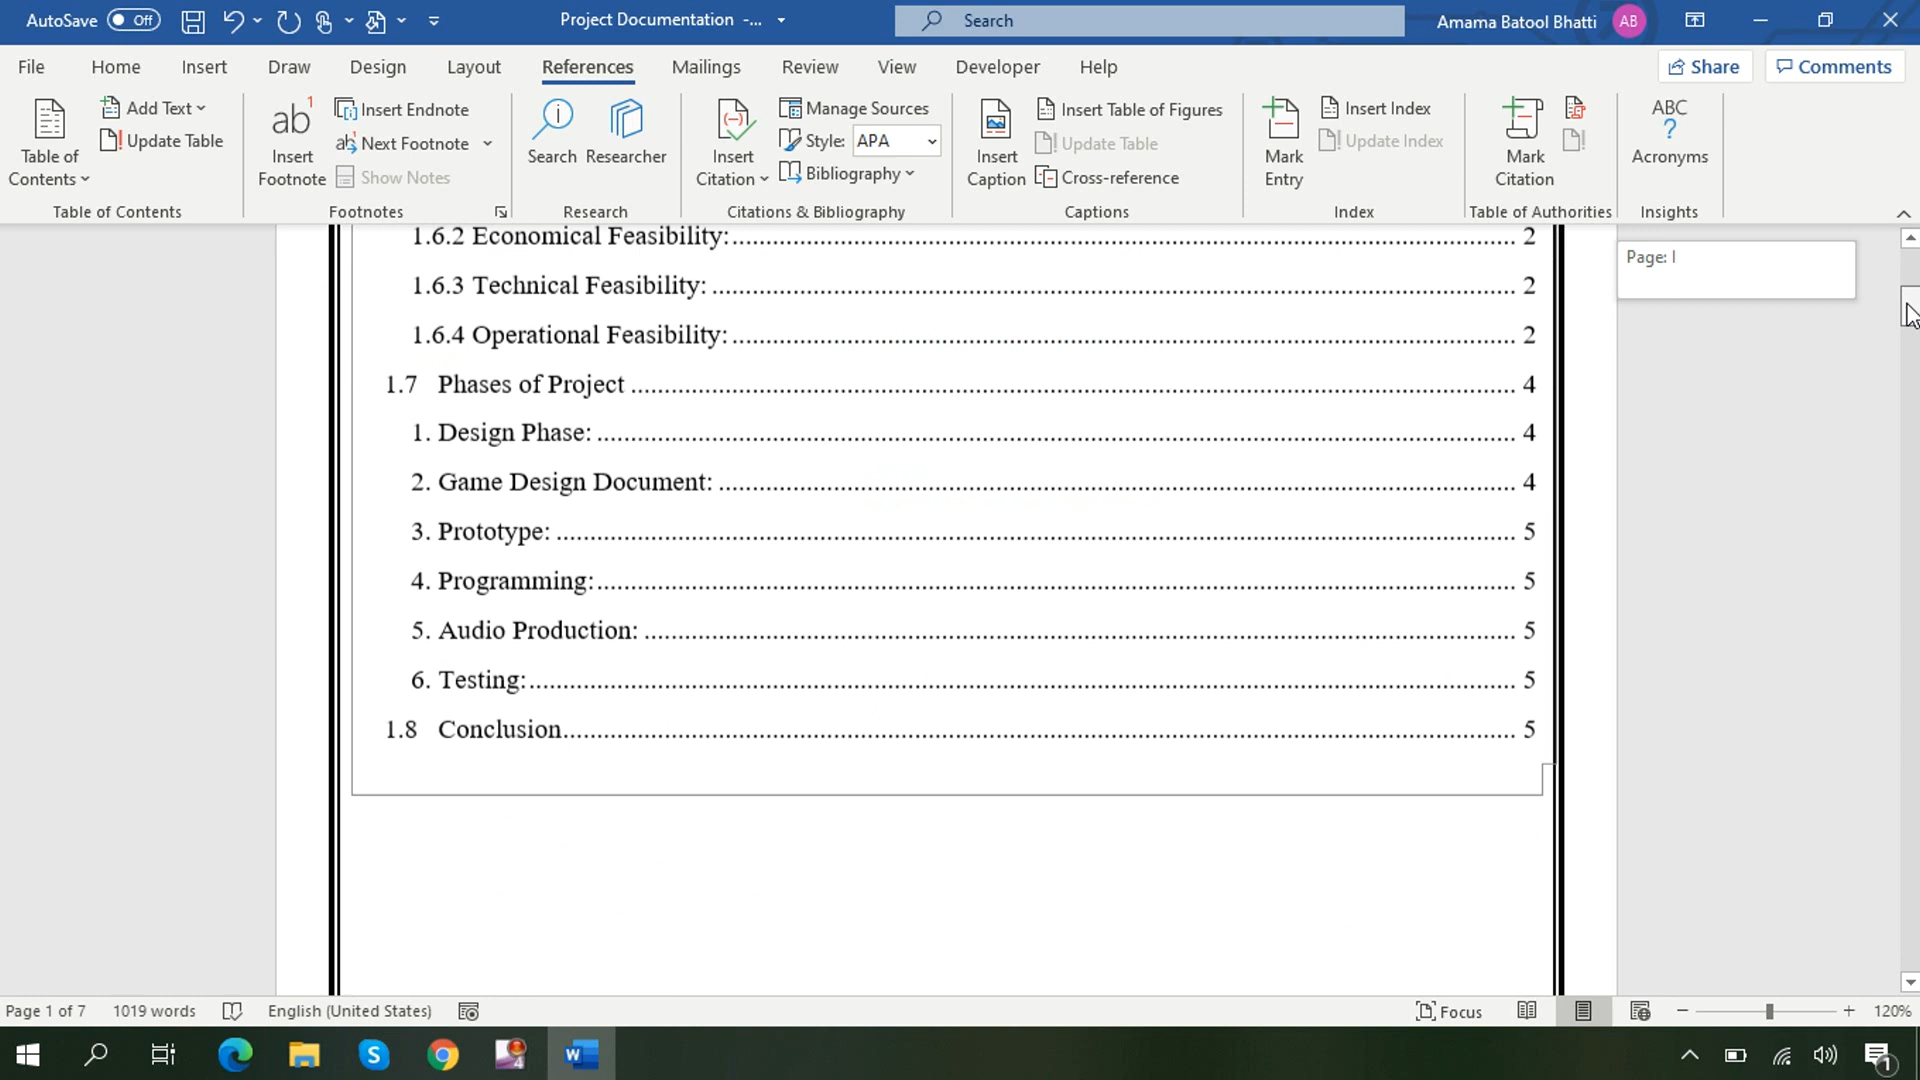 AutoSave Off Project Documentation -... Search Amama Batool Bhatti AB
File Home Insert Draw Design Layout References Mailings Review View Developer Help Share Comments
Table of Contents
Add Text
Update Table
Table of Contents
ab1
Insert Footnote
Insert Endnote
Next Footnote
Show Notes
Footnotes
Search
Researcher
Research
Insert Citation
Manage Sources
Style: APA
Bibliography
Citations & Bibliography
Insert Caption
Insert Table of Figures
Update Table
Cross-reference
Captions
Mark Entry
Insert Index
Update Index
Index
Mark Citation
Table of Authorities
ABC
?
Acronyms
Insights
1.6.2 Economical Feasibility: 2
1.6.3 Technical Feasibility: 2
1.6.4 Operational Feasibility: 2
1.7 Phases of Project 4
1. Design Phase: 4
2. Game Design Document: 4
3. Prototype: 5
4. Programming: 5
5. Audio Production: 5
6. Testing: 5
1.8 Conclusion 5
Page: I
Page 1 of 7 1019 words English (United States) Focus 120%
4
W
1